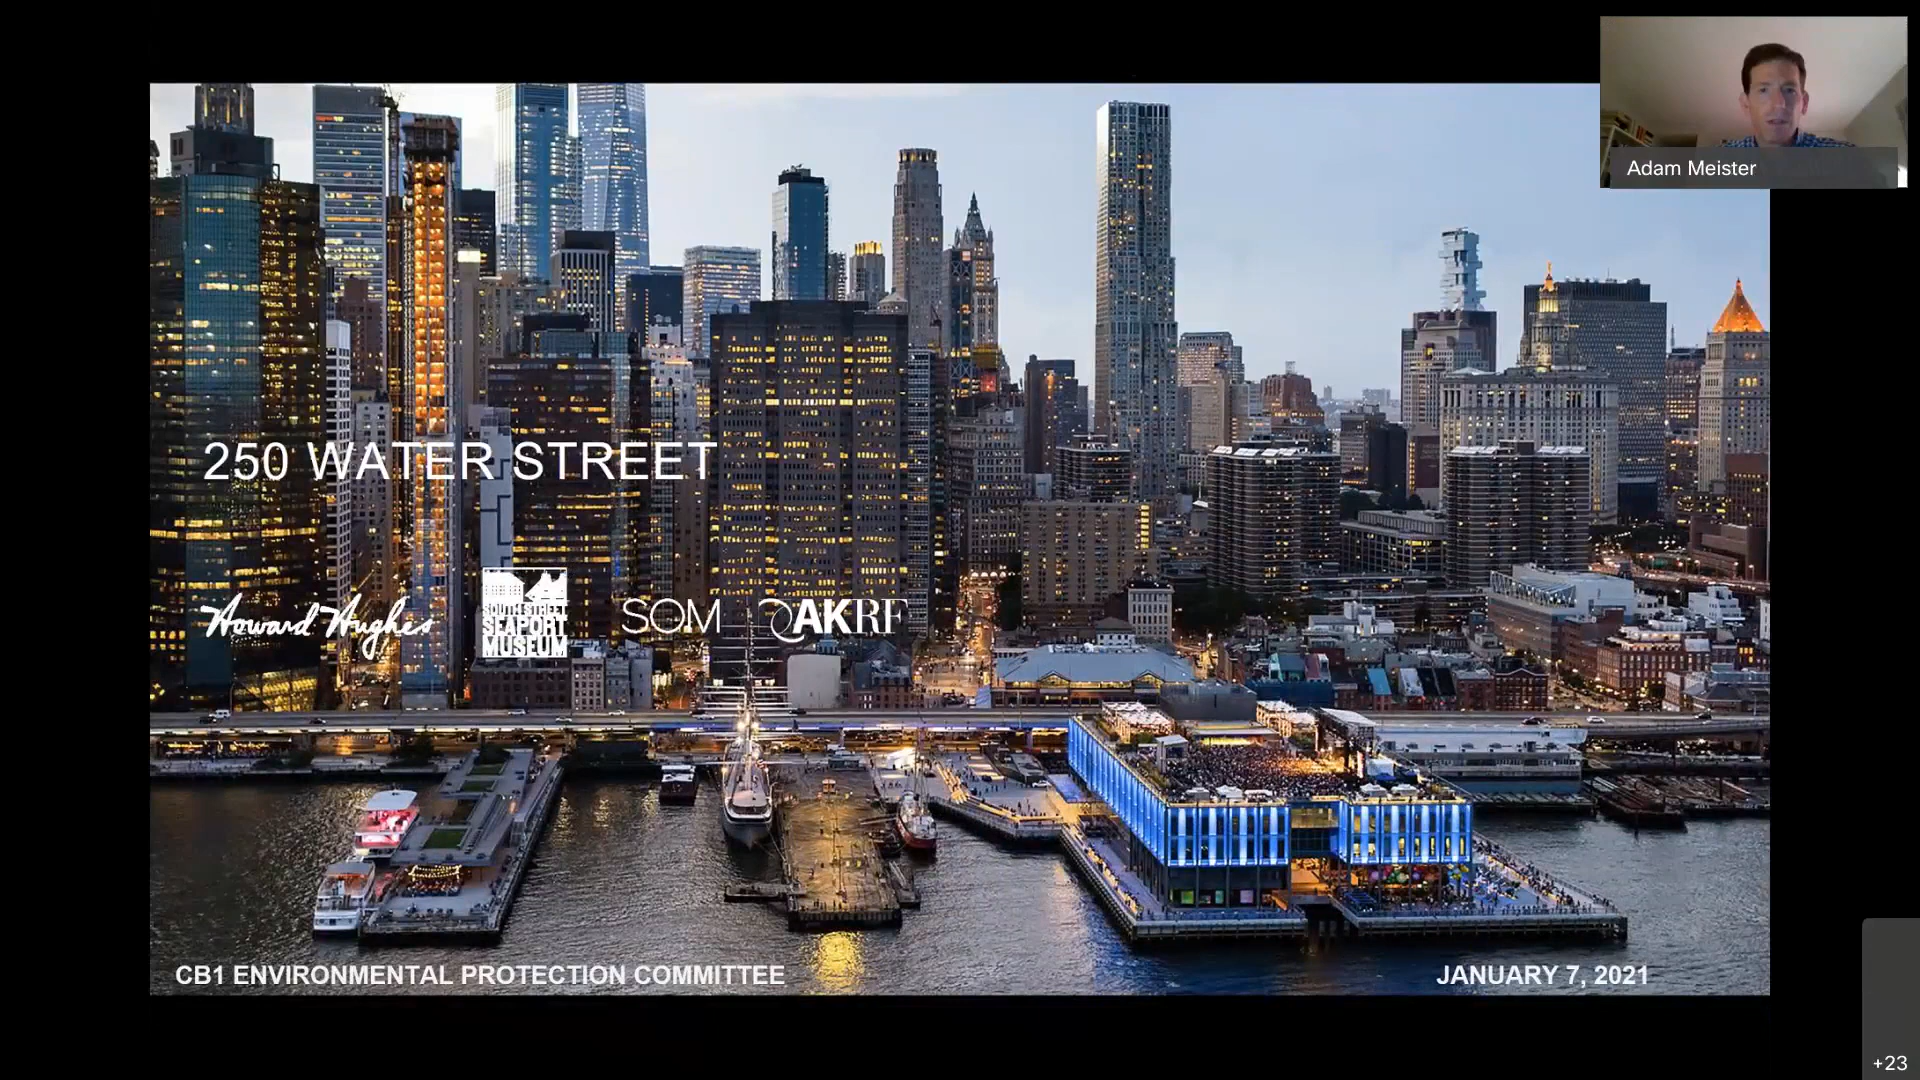 Adam Meister
250 WATER STREET
Howard Hughes
SOUTH STREET
SEAPORT
MUSEUM
SOM
AKRF
CB1 ENVIRONMENTAL PROTECTION COMMITTEE
JANUARY 7, 2021
+23